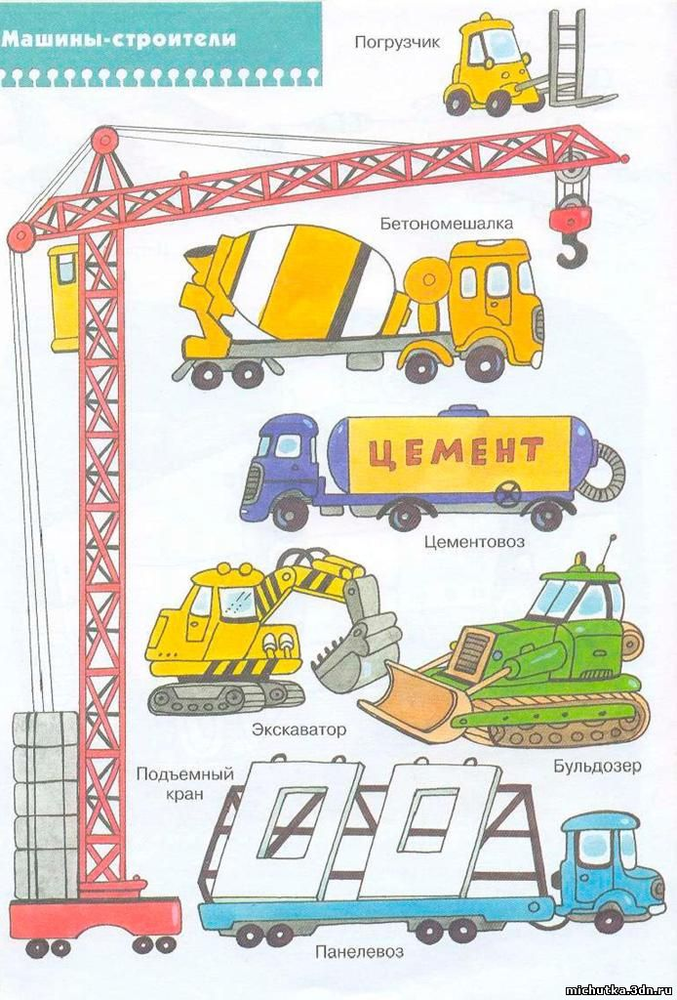 Машины-строители
Погрузчик
Бетономешалка
ЦЕМЕНТ
Цементовоз
Экскаватор
Бульдозер
Подъемный
кран
Панелевоз
michutka.3dn.ru